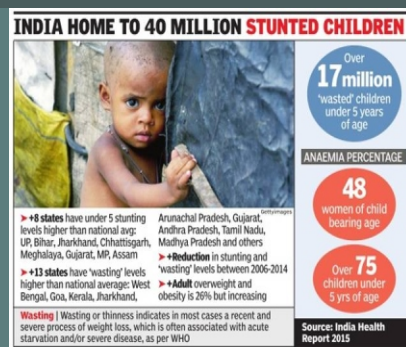 INDIA HOME TO 40 MILLION STUNTED CHILDREN
Gettyimages
➤ +8 states have under 5 stunting
levels higher than national avg:
UP, Bihar, Jharkhand, Chhattisgarh,
Meghalaya, Gujarat, MP, Assam
➤ +13 states have 'wasting' levels
higher than national average: West
Bengal, Goa, Kerala, Jharkhand,
Arunachal Pradesh, Gujarat,
Andhra Pradesh, Tamil Nadu,
Madhya Pradesh and others
➤ +Reduction in stunting and
'wasting' levels between 2006-2014
➤ +Adult overweight and
obesity is 26% but increasing
Wasting | Wasting or thinness indicates in most cases a recent and
severe process of weight loss, which is often associated with acute
starvation and/or severe disease, as per WHO
Over
17 million
'wasted' children
under 5 years
of age
ANAEMIA PERCENTAGE
48
women of child
bearing age
Over 75
children under
5 yrs of age
Source: India Health
Report 2015